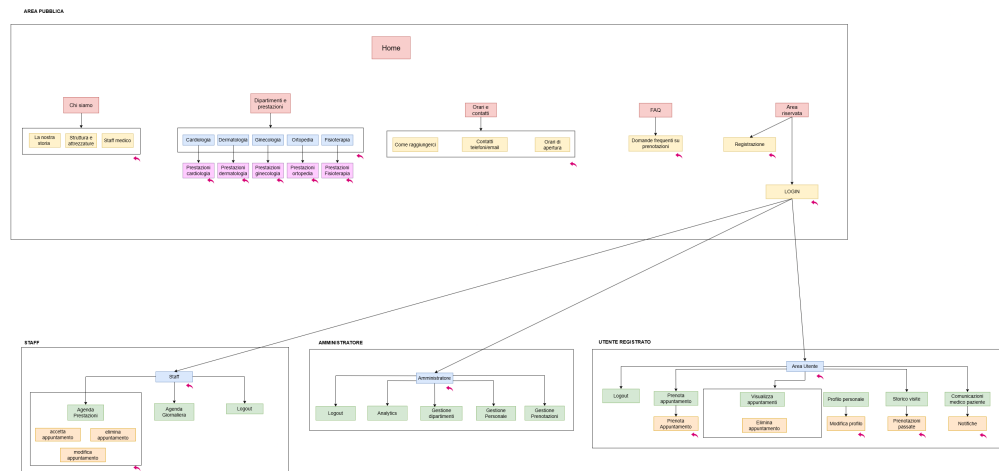 AREA PUBBLICA
Home
Chi siamo
Dipartimenti e
prestazioni
Orari e
contatti
FAQ
Area
riservata
La nostra
storia
Struttura e
attrezzature
Staff medico
Cardiologia
Dermatologia
Ginecologia
Ortopedia
Fisioterapia
Come raggiungerci
Contatti
telefoni/email
Orari di
apertura
Domande frequenti su
prenotazioni
Registrazione
Prestazioni
cardiologia
Prestazioni
dermatologia
Prestazioni
ginecologia
Prestazioni
ortopedia
Prestazioni
Fisioterapia
LOGIN
STAFF
Staff
Agenda
Prestazioni
Agenda
Giornaliera
Logout
accetta
appuntamento
elimina
appuntamento
modifica
appuntamento
AMMINISTRATORE
Amministratore
Logout
Analytics
Gestione
dipartimenti
Gestione
Personale
Gestione
Prenotazioni
UTENTE REGISTRATO
Area Utente
Logout
Prenota
appuntamento
Visualizza
appuntamenti
Profilo personale
Storico visite
Comunicazioni
medico paziente
Prenota
Appuntamento
Elimina
appuntamento
Modifica profilo
Prenotazioni
passate
Notifiche